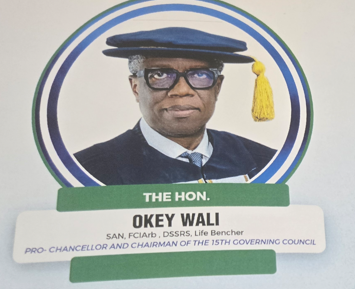 THE HON.
OKEY WALI
SAN, FCIArb , DSSRS, Life Bencher
PRO- CHANCELLOR AND CHAIRMAN OF THE 15TH GOVERNING COUNCIL